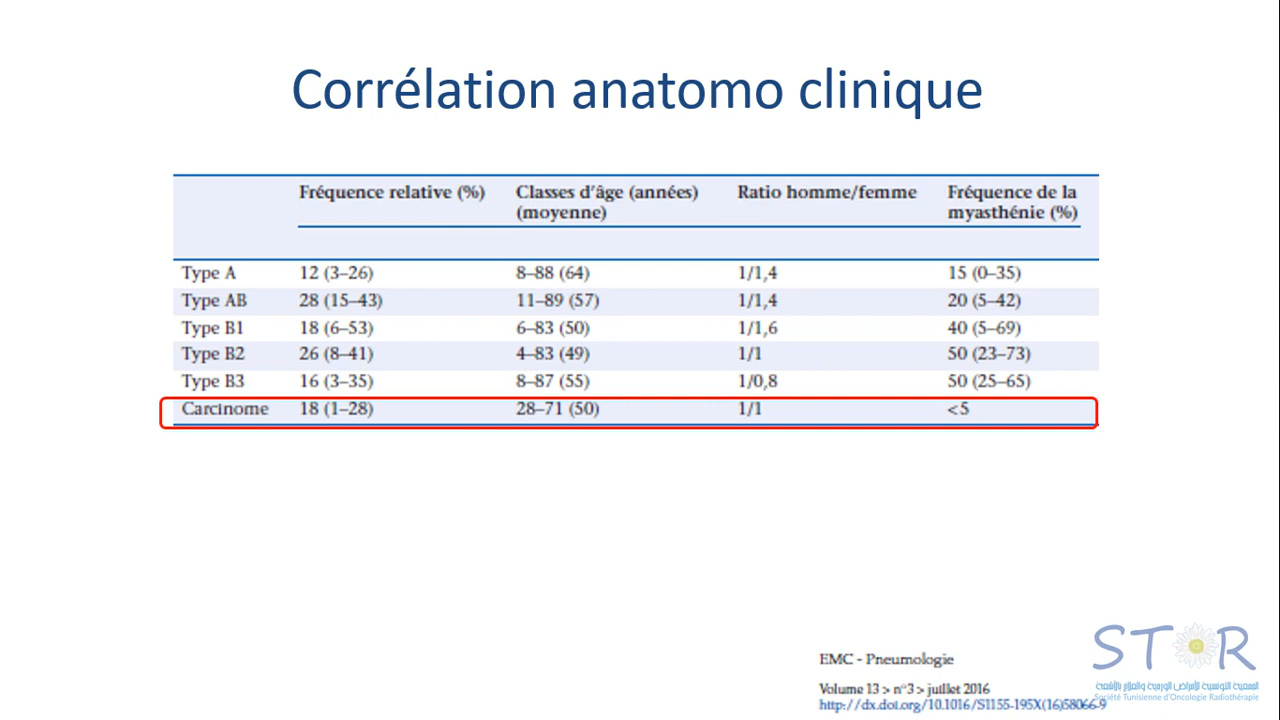 Corrélation anatomo clinique
Fréquence relative (%) Classes d'âge (années) (moyenne) Ratio homme/femme Fréquence de la myasthénie (%)
Type A 12 (3–26) 8–88 (64) 1/1,4 15 (0–35)
Type AB 28 (15–43) 11–89 (57) 1/1,4 20 (5–42)
Type B1 18 (6–53) 6–83 (50) 1/1,6 40 (5–69)
Type B2 26 (8–41) 4–83 (49) 1/1 50 (23–73)
Type B3 16 (3–35) 8–87 (55) 1/0,8 50 (25–65)
Carcinome 18 (1–28) 28–71 (50) 1/1 <5
EMC - Pneumologie
Volume 13 > n°3 > juillet 2016
http://dx.doi.org/10.1016/S1155-195X(16)58066-9
STOR
الجمعية التونسية للأمراض الورمية والعلاج بالأشعة
Société Tunisienne d'Oncologie Radiothérapie